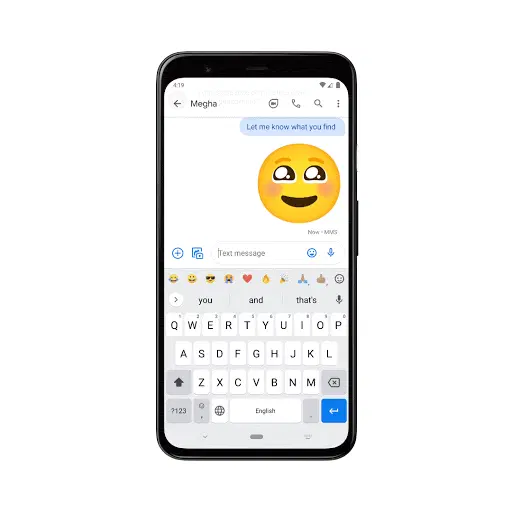 4:19
Megha
Let me know what you find
Now • MMS
Text message
you and that's
1 2 3 4 5 6 7 8 9 0
Q W E R T Y U I O P
A S D F G H J K L
Z X C V B N M
?123 , English .